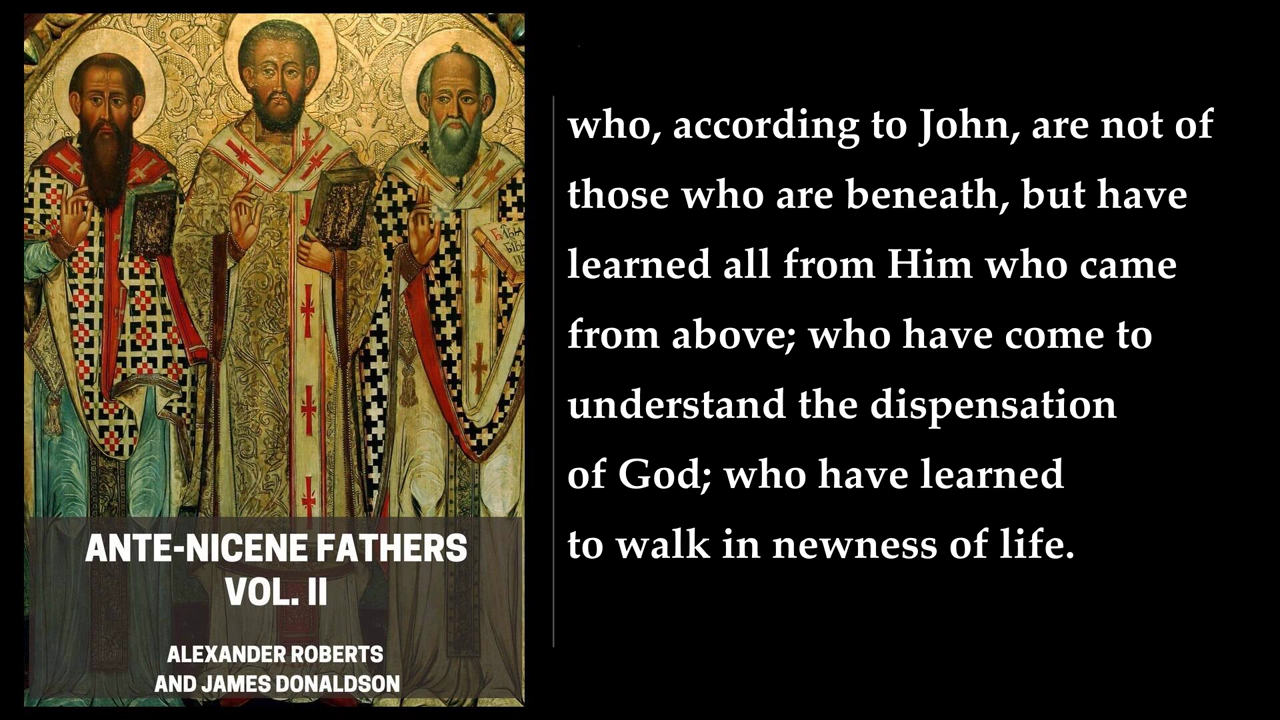 who, according to John, are not of
those who are beneath, but have
learned all from Him who came
from above; who have come to
understand the dispensation
of God; who have learned
to walk in newness of life.
ANTE-NICENE FATHERS
VOL. II
ALEXANDER ROBERTS
AND JAMES DONALDSON